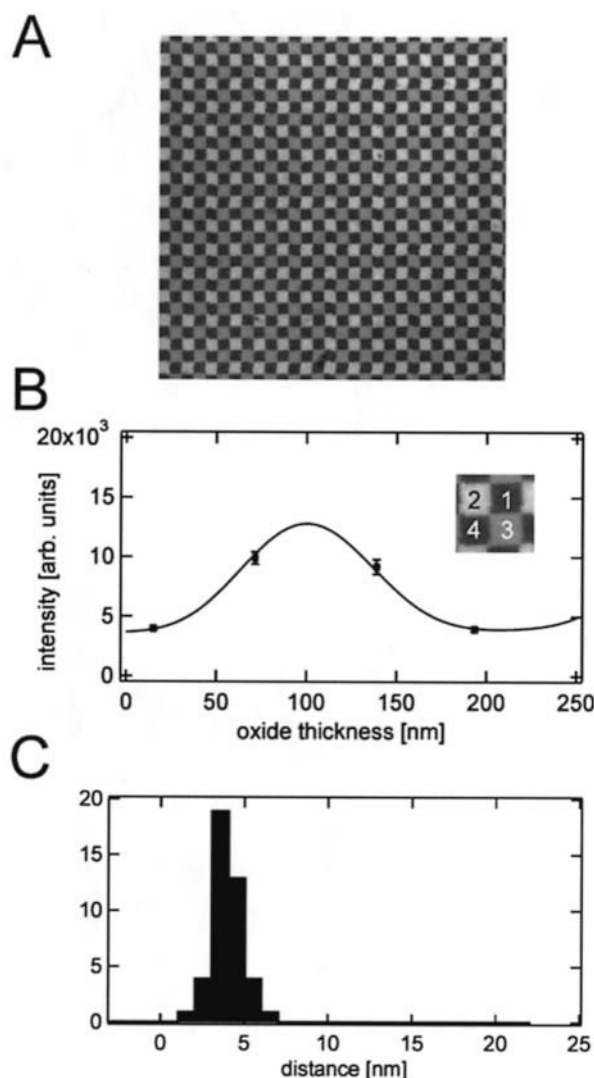 A
B
20x10³
15
10
5
0
intensity [arb. units]
2 1
4 3
0 50 100 150 200 250
oxide thickness [nm]
C
20
15
10
5
0
0 5 10 15 20 25
distance [nm]